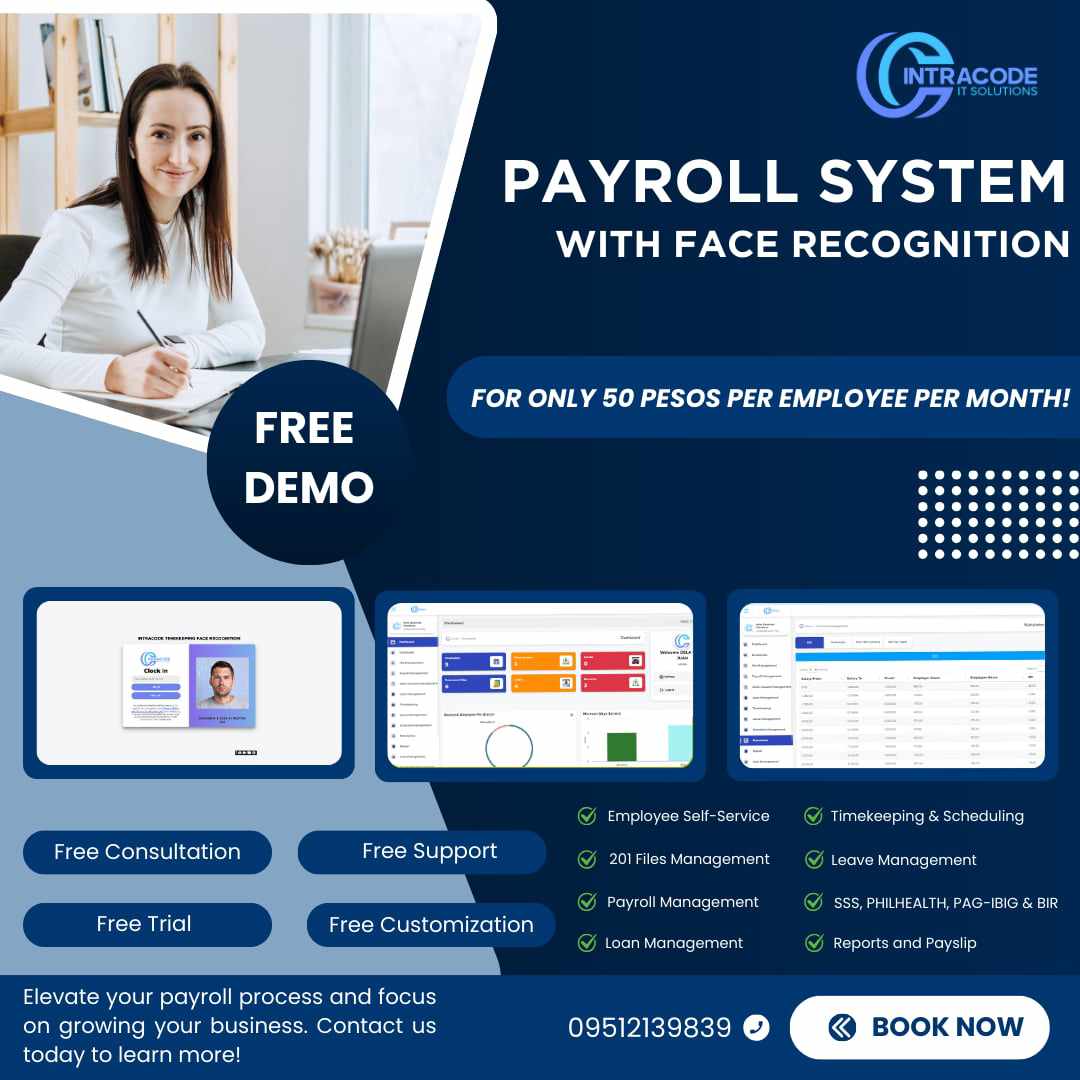 INTRACODE
IT SOLUTIONS
PAYROLL SYSTEM
WITH FACE RECOGNITION
FOR ONLY 50 PESOS PER EMPLOYEE PER MONTH!
FREE
DEMO
INTRACODE TIMEKEEPING FACE RECOGNITION
INTRACODE
Clock in
Dashboard
Dashboard
Free Consultation
Free Support
Free Trial
Free Customization
Employee Self-Service
Timekeeping & Scheduling
201 Files Management
Leave Management
Payroll Management
SSS, PHILHEALTH, PAG-IBIG & BIR
Loan Management
Reports and Payslip
Elevate your payroll process and focus
on growing your business. Contact us
today to learn more!
09512139839
BOOK NOW